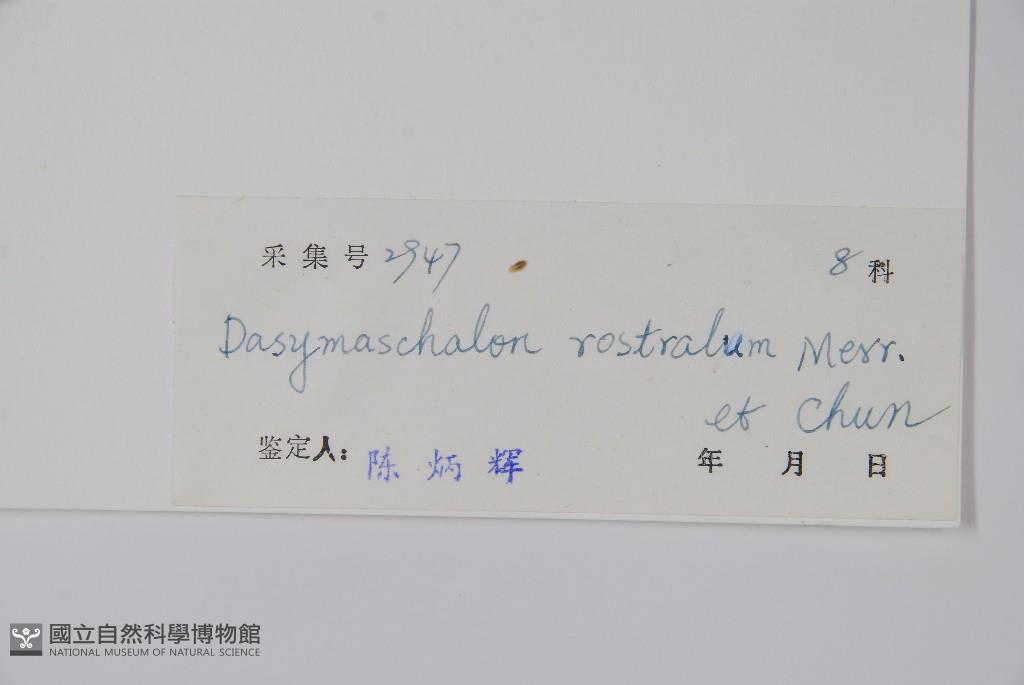 采集号 2947 8科
Dasymaschalon rostratum Merr.
et Chun
鉴定人: 陈炳辉 年 月 日
國立自然科學博物館
NATIONAL MUSEUM OF NATURAL SCIENCE